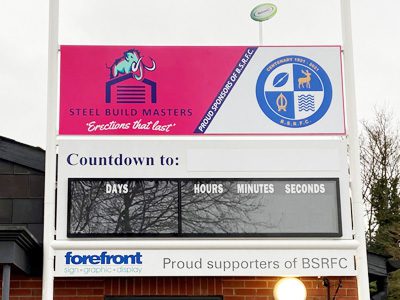 STEEL BUILD MASTERS
"Erections that last"
PROUD SPONSORS OF B.S.R.F.C.
CENTENARY 1921 - 2021
B.S.R.F.C.
Countdown to:
DAYS HOURS MINUTES SECONDS
forefront
sign·graphic·display
Proud supporters of BSRFC